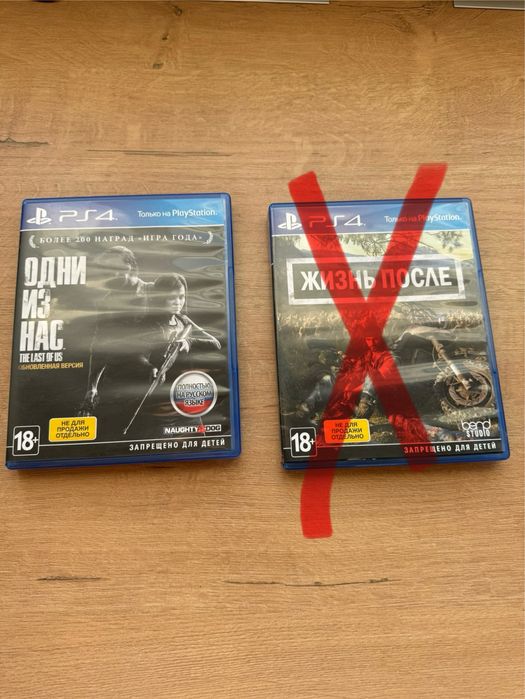 PS4
Только на PlayStation
БОЛЕЕ 200 НАГРАД «ИГРА ГОДА»
ОДНИ
ИЗ
НАС
THE LAST OF US
ОБНОВЛЕННАЯ ВЕРСИЯ
ПОЛНОСТЬЮ
НА РУССКОМ
ЯЗЫКЕ
НЕ ДЛЯ
ПРОДАЖИ
ОТДЕЛЬНО
NAUGHTY DOG
18+
ЗАПРЕЩЕНО ДЛЯ ДЕТЕЙ
PS4
Только на PlayStation
ЖИЗНЬ ПОСЛЕ
НЕ ДЛЯ
ПРОДАЖИ
ОТДЕЛЬНО
bend
STUDIO
18+
ЗАПРЕЩЕНО ДЛЯ ДЕТЕЙ